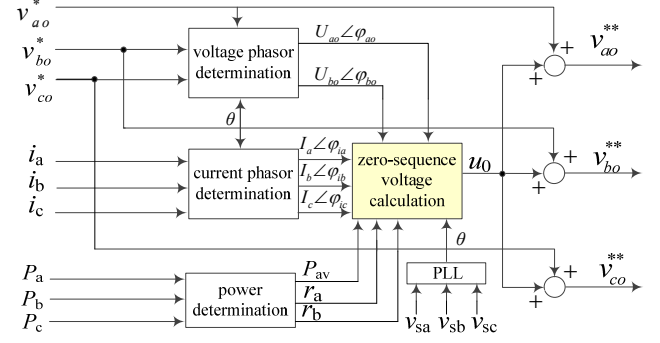 v*ao
v*bo
v*co
voltage phasor
determination
Uao∠φao
Ubo∠φbo
+
+
v**ao
θ
ia
ib
ic
current phasor
determination
Ia∠φia
Ib∠φib
Ic∠φic
zero-sequence
voltage
calculation
u0
+
+
v**bo
θ
Pa
Pb
Pc
power
determination
Pav
ra
rb
PLL
vsa
vsb
vsc
+
+
v**co